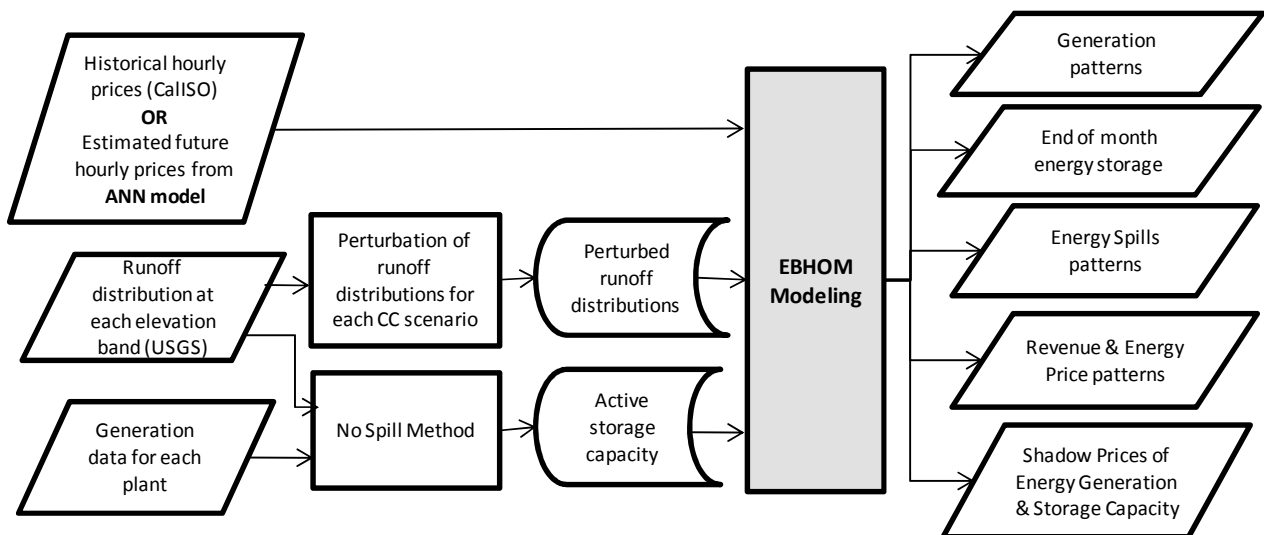 Historical hourly
prices (CalISO)
OR
Estimated future
hourly prices from
ANN model
Runoff
distribution at
each elevation
band (USGS)
Generation
data for each
plant
Perturbation of
runoff
distributions for
each CC scenario
No Spill Method
Perturbed
runoff
distributions
Active
storage
capacity
EBHOM
Modeling
Generation
patterns
End of month
energy storage
Energy Spills
patterns
Revenue & Energy
Price patterns
Shadow Prices of
Energy Generation
& Storage Capacity